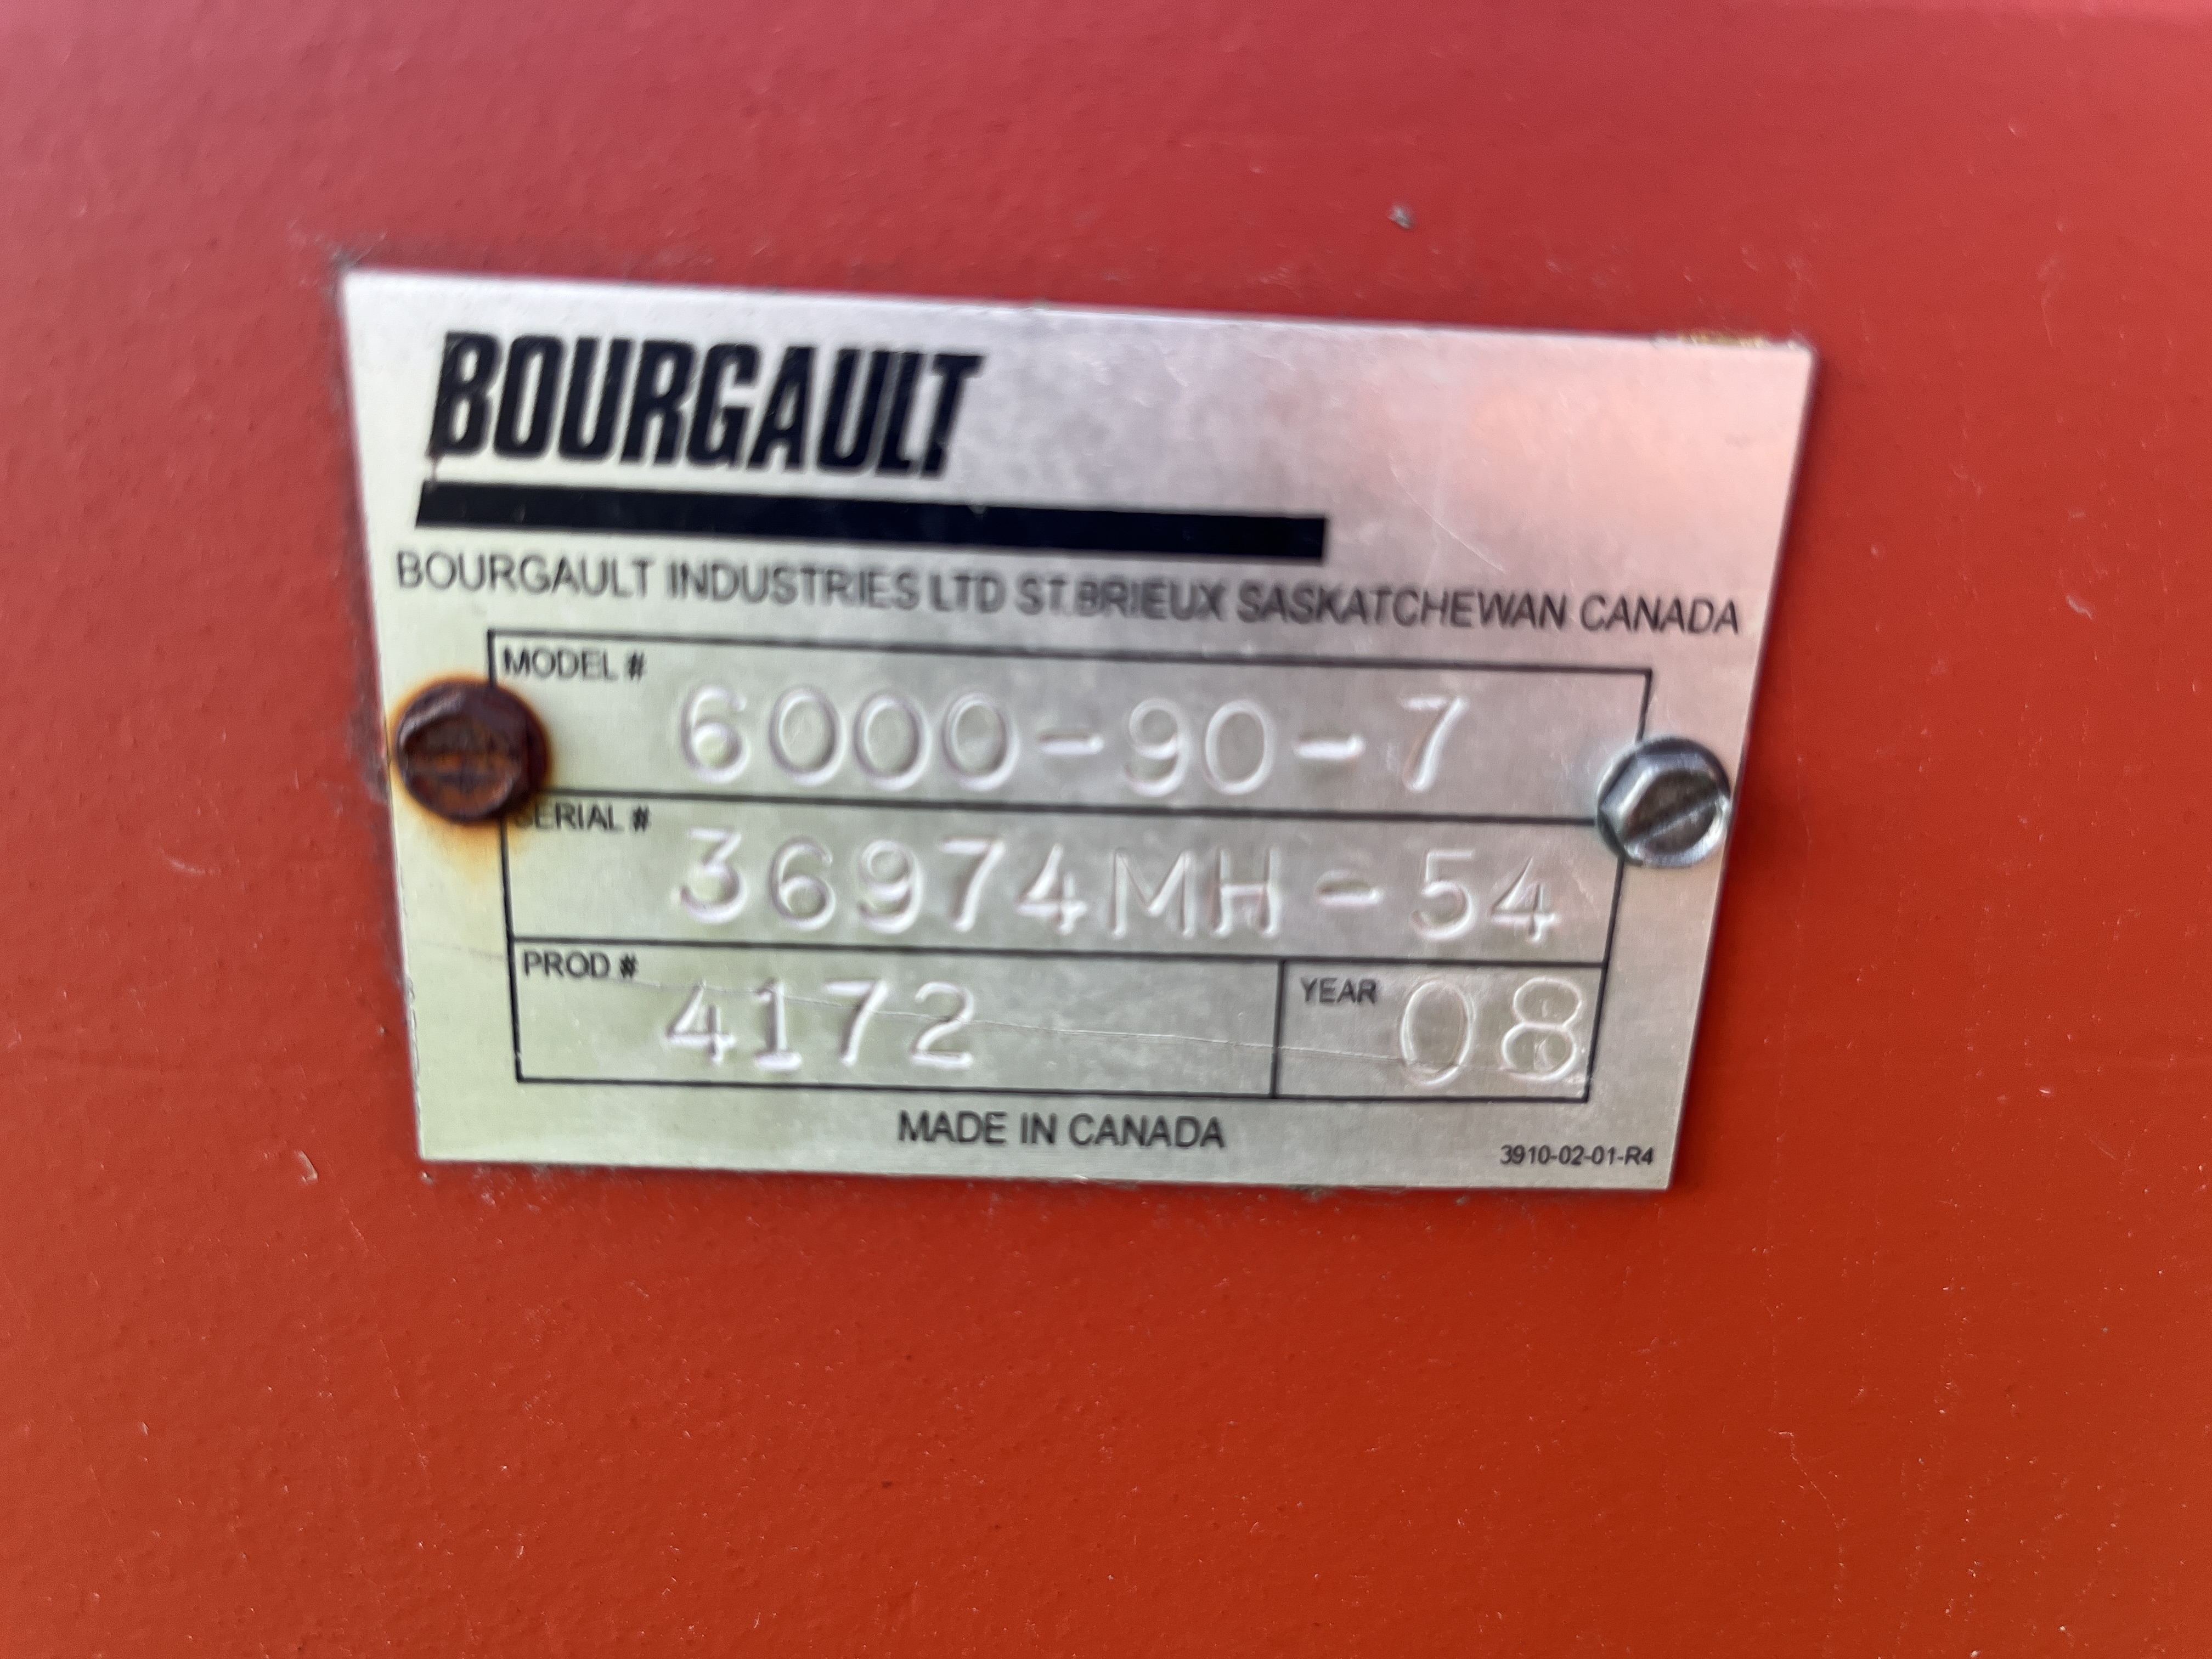 BOURGAULT
BOURGAULT INDUSTRIES LTD ST.BRIEUX SASKATCHEWAN CANADA
MODEL # 6000-90-7
SERIAL # 36974MH-54
PROD # 4172 YEAR 08
MADE IN CANADA
3910-02-01-R4